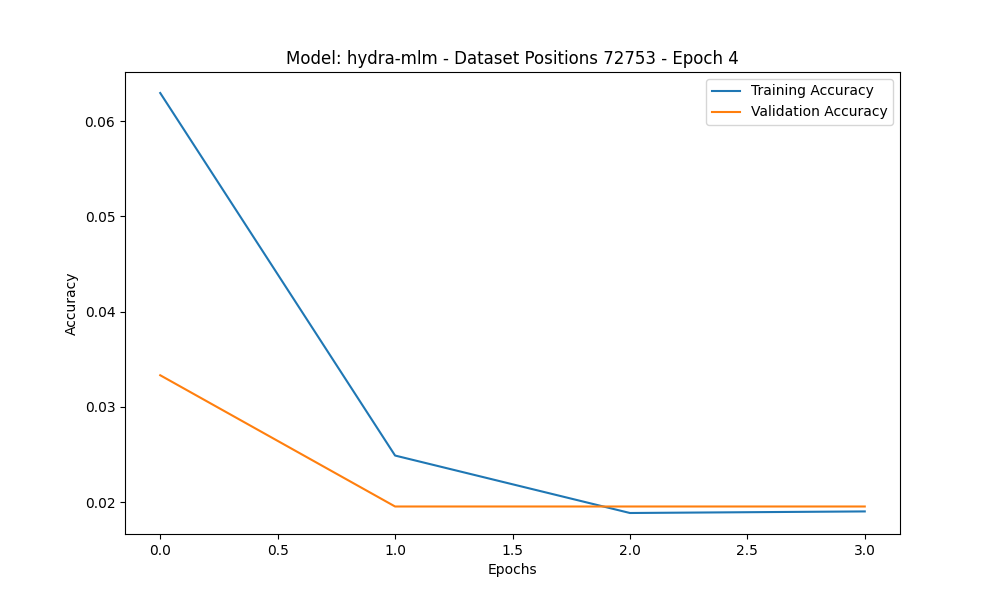 Model: hydra-mlm - Dataset Positions 72753 - Epoch 4
Training Accuracy
Validation Accuracy
0.06
0.05
0.04
0.03
0.02
Accuracy
0.0 0.5 1.0 1.5 2.0 2.5 3.0
Epochs